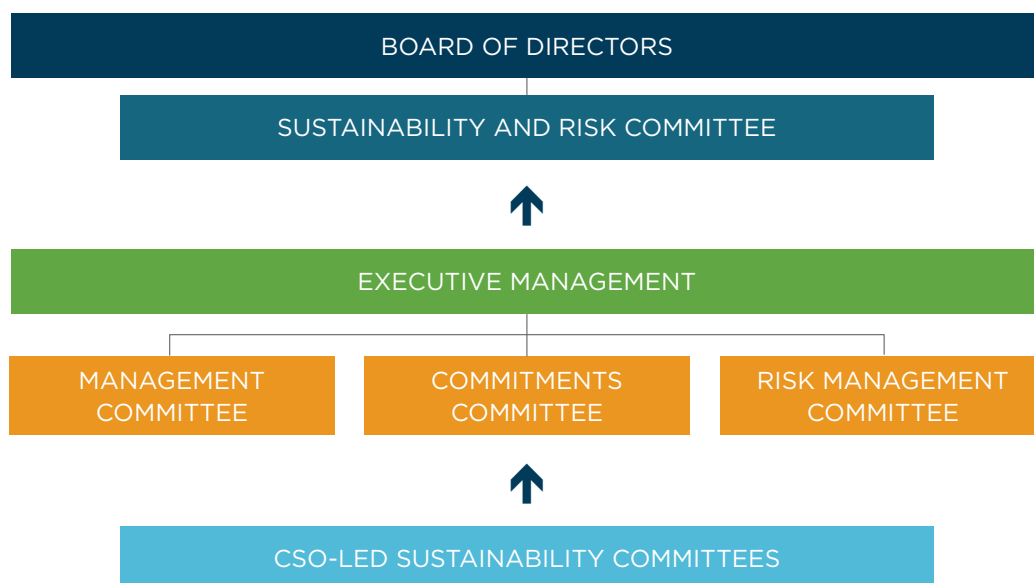 BOARD OF DIRECTORS
SUSTAINABILITY AND RISK COMMITTEE
EXECUTIVE MANAGEMENT
MANAGEMENT
COMMITTEE
COMMITMENTS
COMMITTEE
RISK MANAGEMENT
COMMITTEE
CSO-LED SUSTAINABILITY COMMITTEES